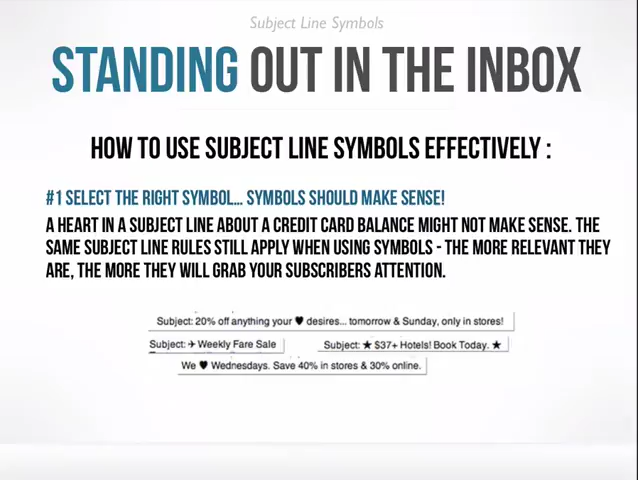 Subject Line Symbols
STANDING OUT IN THE INBOX
HOW TO USE SUBJECT LINE SYMBOLS EFFECTIVELY :
#1 SELECT THE RIGHT SYMBOL... SYMBOLS SHOULD MAKE SENSE!
A HEART IN A SUBJECT LINE ABOUT A CREDIT CARD BALANCE MIGHT NOT MAKE SENSE. THE
SAME SUBJECT LINE RULES STILL APPLY WHEN USING SYMBOLS - THE MORE RELEVANT THEY
ARE, THE MORE THEY WILL GRAB YOUR SUBSCRIBERS ATTENTION.
Subject: 20% off anything your ♥ desires... tomorrow & Sunday, only in stores!
Subject: ✈ Weekly Fare Sale
Subject: ★ $37+ Hotels! Book Today. ★
We ♥ Wednesdays. Save 40% in stores & 30% online.